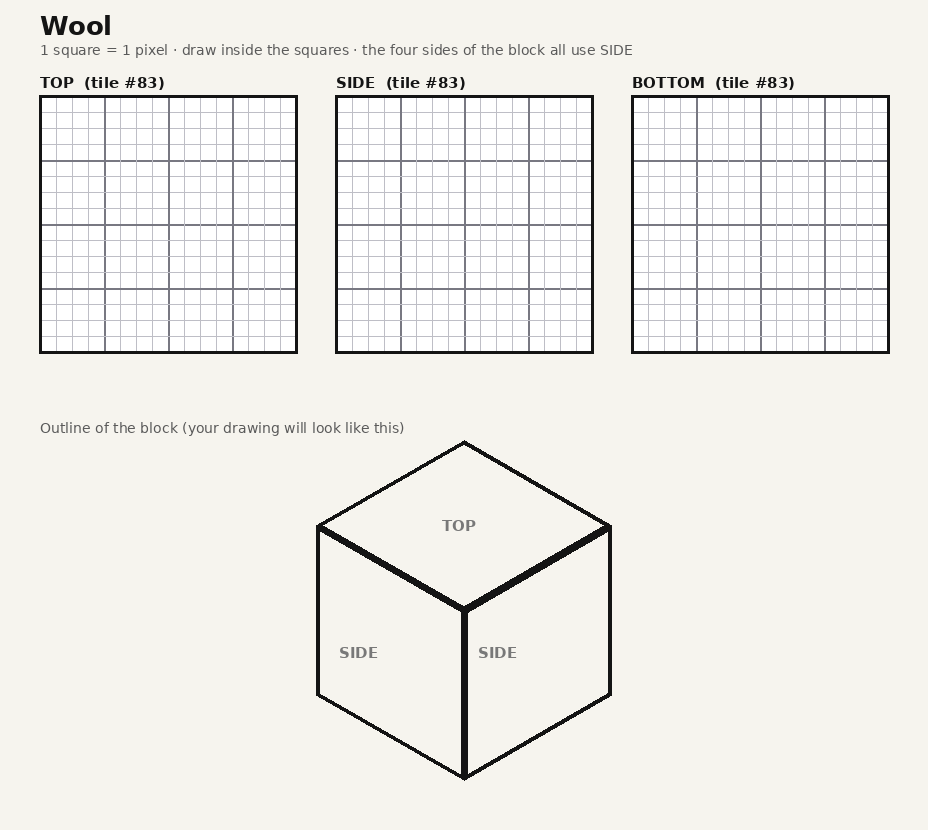 Wool
1 square = 1 pixel · draw inside the squares · the four sides of the block all use SIDE
TOP (tile #83)
SIDE (tile #83)
BOTTOM (tile #83)
Outline of the block (your drawing will look like this)
TOP
SIDE
SIDE